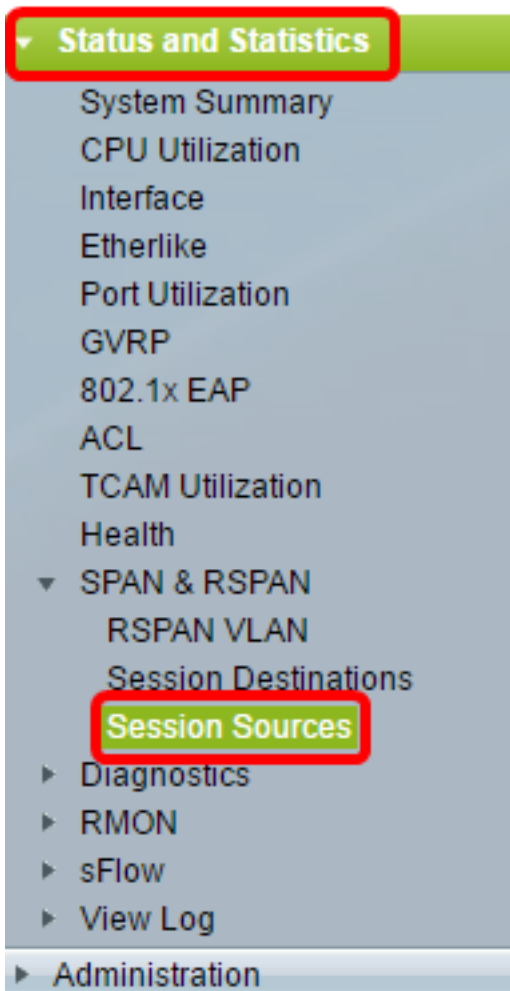 Status and Statistics
System Summary
CPU Utilization
Interface
Etherlike
Port Utilization
GVRP
802.1x EAP
ACL
TCAM Utilization
Health
SPAN & RSPAN
RSPAN VLAN
Session Destinations
Session Sources
Diagnostics
RMON
sFlow
View Log
Administration